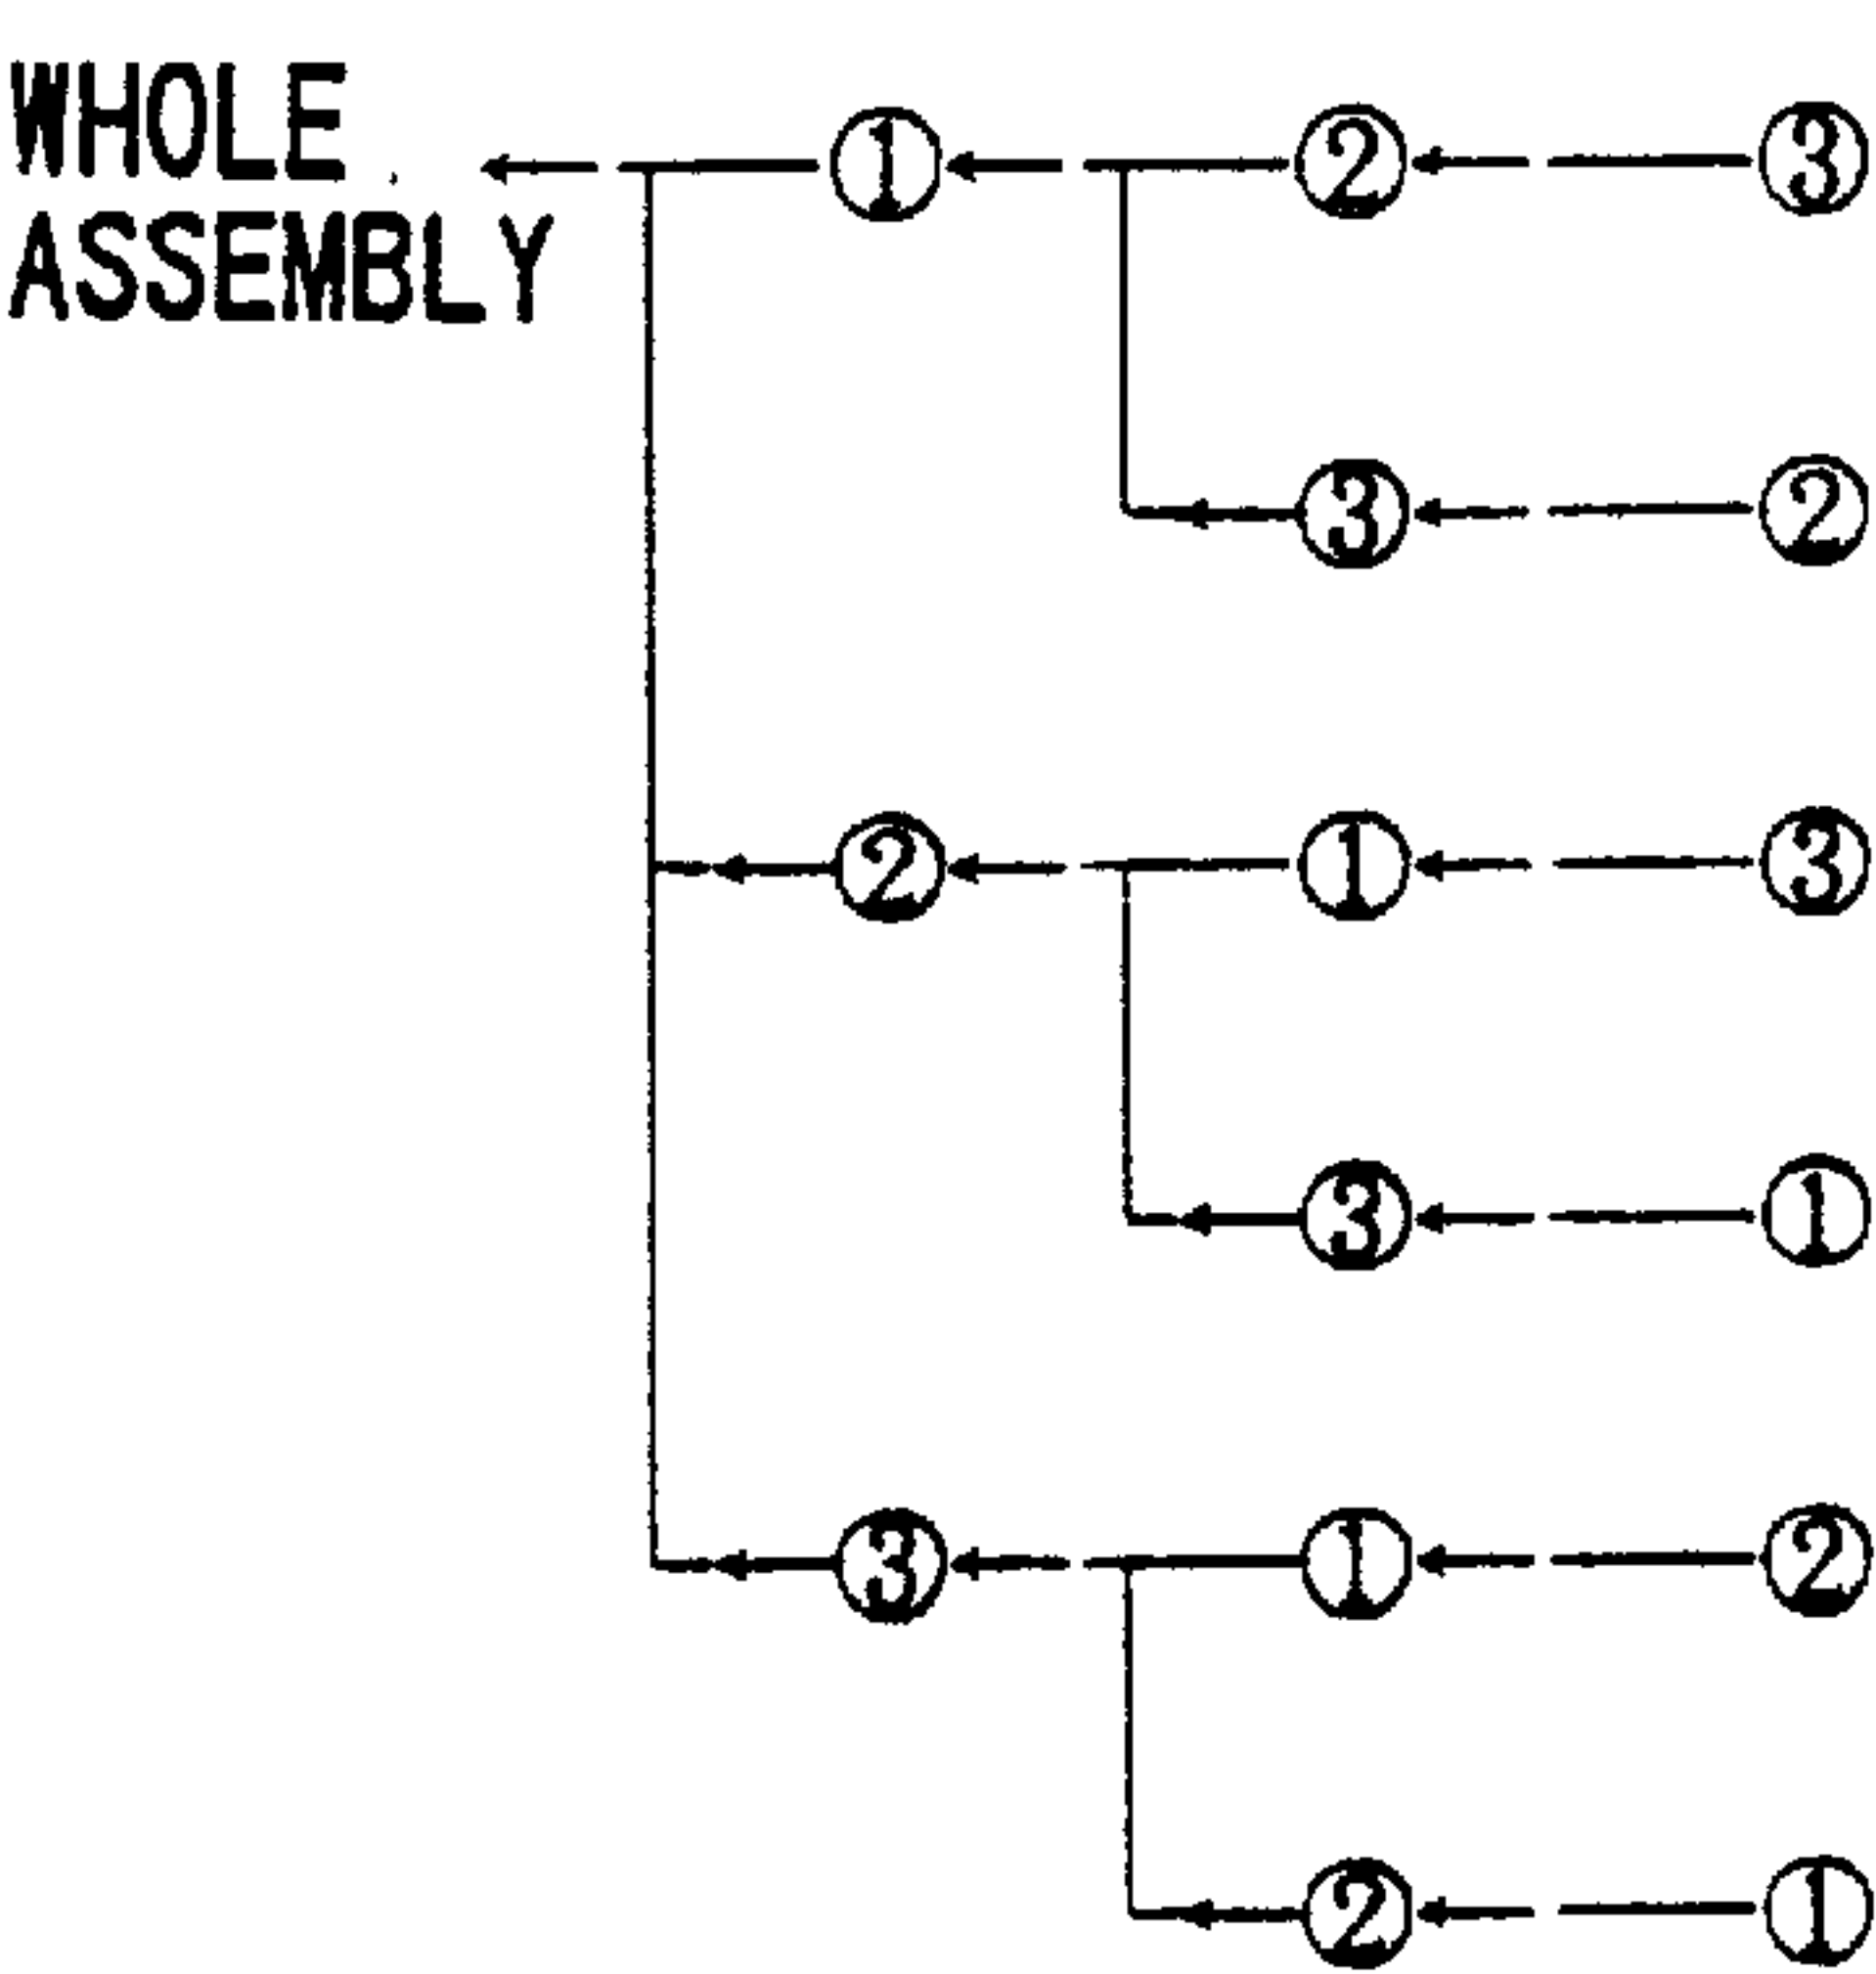 WHOLE
ASSEMBLY
① ② ③
③ ②
② ① ③
③ ①
③ ① ②
② ①